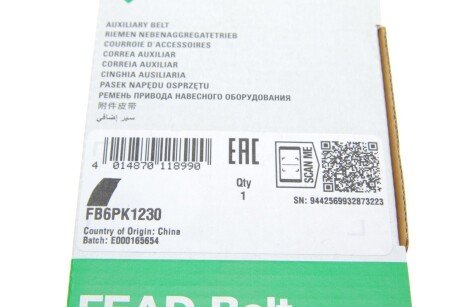 AUXILIARY BELT
RIEMEN NEBENAGGREGATETRIEB
COURROIE D'ACCESSOIRES
CORREA AUXILIAR
CORREIA AUXILIAR
CINGHIA AUSILIARIA
PASEK NAPĘDU OSPRZĘTU
РЕМЕНЬ ПРИВОДА НАВЕСНОГО ОБОРУДОВАНИЯ
附件皮带
سير إضافي
4 014870 118990
EAC
SCAN ME
Qty
1
SN: 9442569932873223
FB6PK1230
Country of Origin: China
Batch: E000165654
FEAD Belt